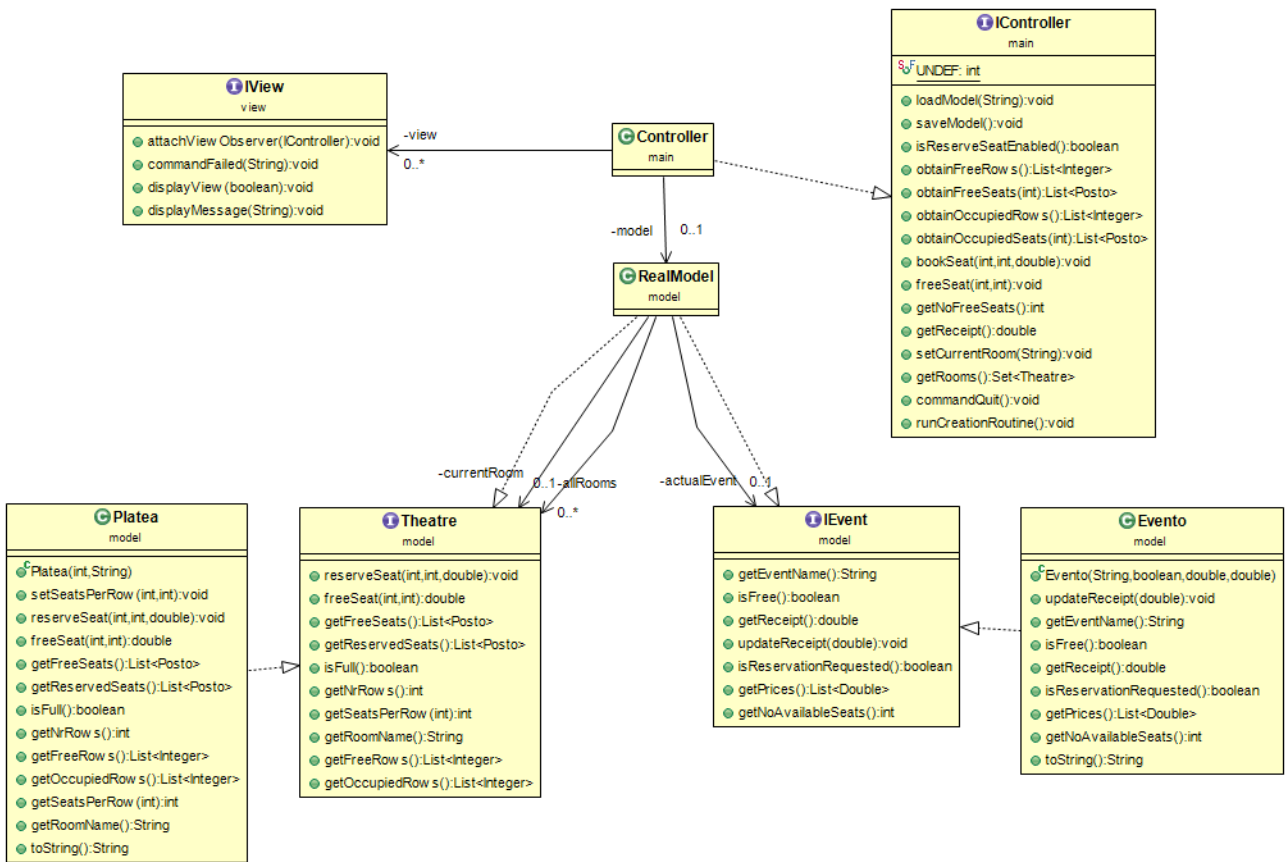 IView
view
attachViewObserver(IController):void
commandFailed(String):void
displayView(boolean):void
displayMessage(String):void
-view
0..*
Controller
main
IController
main
S F UNDEF: int
loadModel(String):void
saveModel():void
isReserveSeatEnabled():boolean
obtainFreeRows():List<Integer>
obtainFreeSeats(int):List<Posto>
obtainOccupiedRows():List<Integer>
obtainOccupiedSeats(int):List<Posto>
bookSeat(int,int,double):void
freeSeat(int,int):void
getNoFreeSeats():int
getReceipt():double
setCurrentRoom(String):void
getRooms():Set<Theatre>
commandQuit():void
runCreationRoutine():void
-model
0..1
RealModel
model
-currentRoom
0..1
-allRooms
0..*
-actualEvent
0..1
Platea
model
Platea(int,String)
setSeatsPerRow(int,int):void
reserveSeat(int,int,double):void
freeSeat(int,int):double
getFreeSeats():List<Posto>
getReservedSeats():List<Posto>
isFull():boolean
getNrRows():int
getFreeRows():List<Integer>
getOccupiedRows():List<Integer>
getSeatsPerRow(int):int
getRoomName():String
toString():String
Theatre
model
reserveSeat(int,int,double):void
freeSeat(int,int):double
getFreeSeats():List<Posto>
getReservedSeats():List<Posto>
isFull():boolean
getNrRows():int
getSeatsPerRow(int):int
getRoomName():String
getFreeRows():List<Integer>
getOccupiedRows():List<Integer>
IEvent
model
getEventName():String
isFree():boolean
getReceipt():double
updateReceipt(double):void
isReservationRequested():boolean
getPrices():List<Double>
getNoAvailableSeats():int
Evento
model
Evento(String,boolean,double,double)
updateReceipt(double):void
getEventName():String
isFree():boolean
getReceipt():double
isReservationRequested():boolean
getPrices():List<Double>
getNoAvailableSeats():int
toString():String